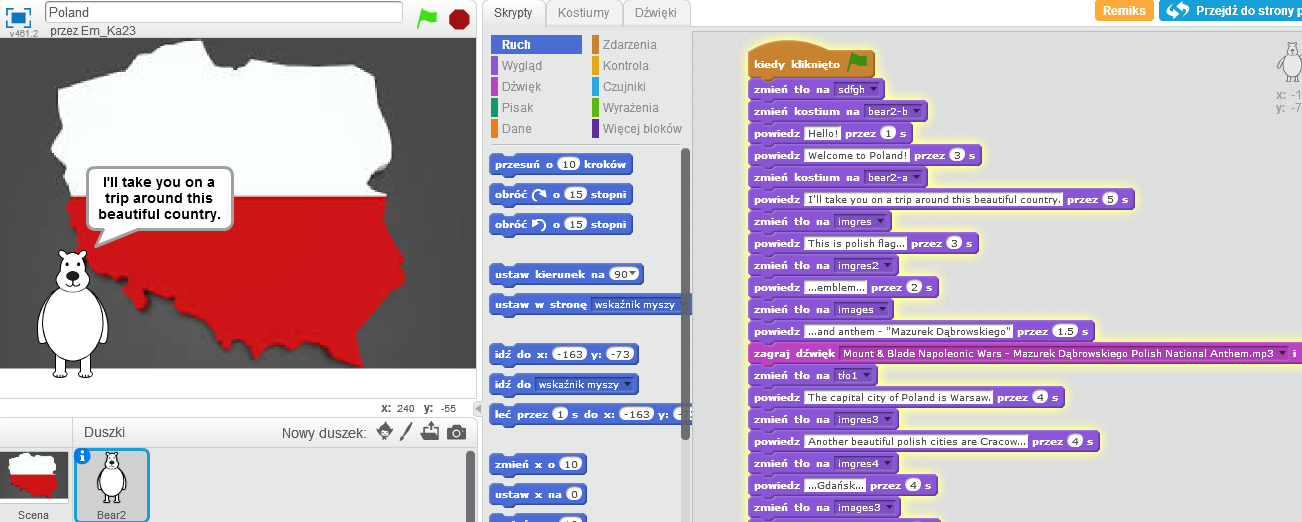 Poland
v461.2
przez Em_Ka23
I'll take you on a
trip around this
beautiful country.
x: 240 y: -55
Duszki
Nowy duszek:
Scena
Bear2
Skrypty
Kostiumy
Dźwięki
Ruch
Zdarzenia
Wygląd
Kontrola
Dźwięk
Czujniki
Pisak
Wyrażenia
Dane
Więcej bloków
przesuń o 10 kroków
obróć o 15 stopni
obróć o 15 stopni
ustaw kierunek na 90
ustaw w stronę wskaźnik myszy
idź do x: -163 y: -73
idź do wskaźnik myszy
leć przez 1 s do x: -163 y:
zmień x o 10
ustaw x na 0
Remiks
Przejdź do strony
kiedy kliknięto
zmień tło na sdfgh
zmień kostium na bear2-b
powiedz Hello! przez 1 s
powiedz Welcome to Poland! przez 3 s
zmień kostium na bear2-a
powiedz I'll take you on a trip around this beautiful country. przez 5 s
zmień tło na imgres
powiedz This is polish flag... przez 3 s
zmień tło na imgres2
powiedz ...emblem... przez 2 s
zmień tło na images
powiedz ...and anthem - "Mazurek Dąbrowskiego" przez 1.5 s
zagraj dźwięk Mount & Blade Napoleonic Wars - Mazurek Dąbrowskiego Polish National Anthem.mp3 i
zmień tło na tło1
powiedz The capital city of Poland is Warsaw. przez 4 s
zmień tło na imgres3
powiedz Another beautiful polish cities are Cracow... przez 4 s
zmień tło na imgres4
powiedz ...Gdańsk... przez 4 s
zmień tło na images3
x: -1
y: -7